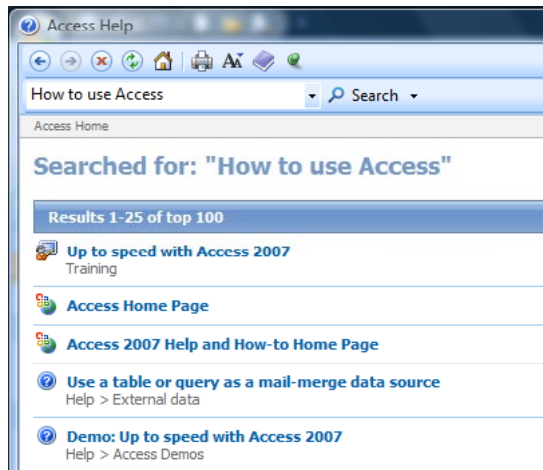 Access Help
How to use Access
Search
Access Home
Searched for: "How to use Access"
Results 1-25 of top 100
Up to speed with Access 2007
Training
Access Home Page
Access 2007 Help and How-to Home Page
Use a table or query as a mail-merge data source
Help > External data
Demo: Up to speed with Access 2007
Help > Access Demos